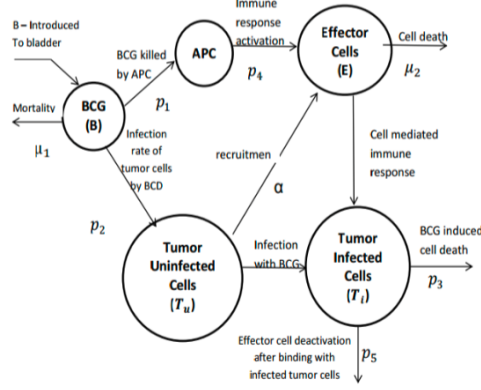 Immune
response
activation
B – Introduced
To bladder
BCG killed
by APC
APC
p₄
Effector
Cells
(E)
Cell death
μ₂
Mortality
μ₁
BCG
(B)
p₁
Infection
rate of
tumor cells
by BCD
p₂
recruitmen
α
Cell mediated
immune
response
Tumor
Uninfected
Cells
(Tᵤ)
Infection
with BCG
Tumor
Infected
Cells
(Tᵢ)
BCG induced
cell death
p₃
Effector cell deactivation
after binding with
infected tumor cells
p₅